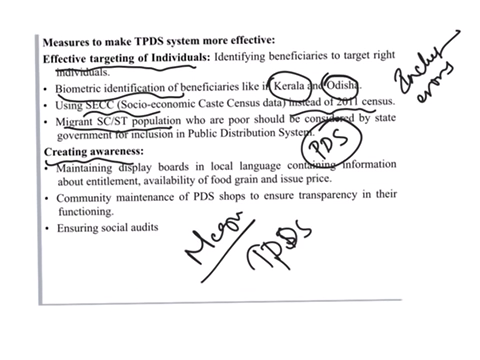 Measures to make TPDS system more effective:
Effective targeting of Individuals: Identifying beneficiaries to target right
individuals.
• Biometric identification of beneficiaries like in Kerala and Odisha.
• Using SECC (Socio-economic Caste Census data) instead of 2011 census.
• Migrant SC/ST population who are poor should be considered by state
government for inclusion in Public Distribution System.
PDS
Creating awareness:
• Maintaining display boards in local language containing information
about entitlement, availability of food grain and issue price.
• Community maintenance of PDS shops to ensure transparency in their
functioning.
• Ensuring social audits
TPDS
errors